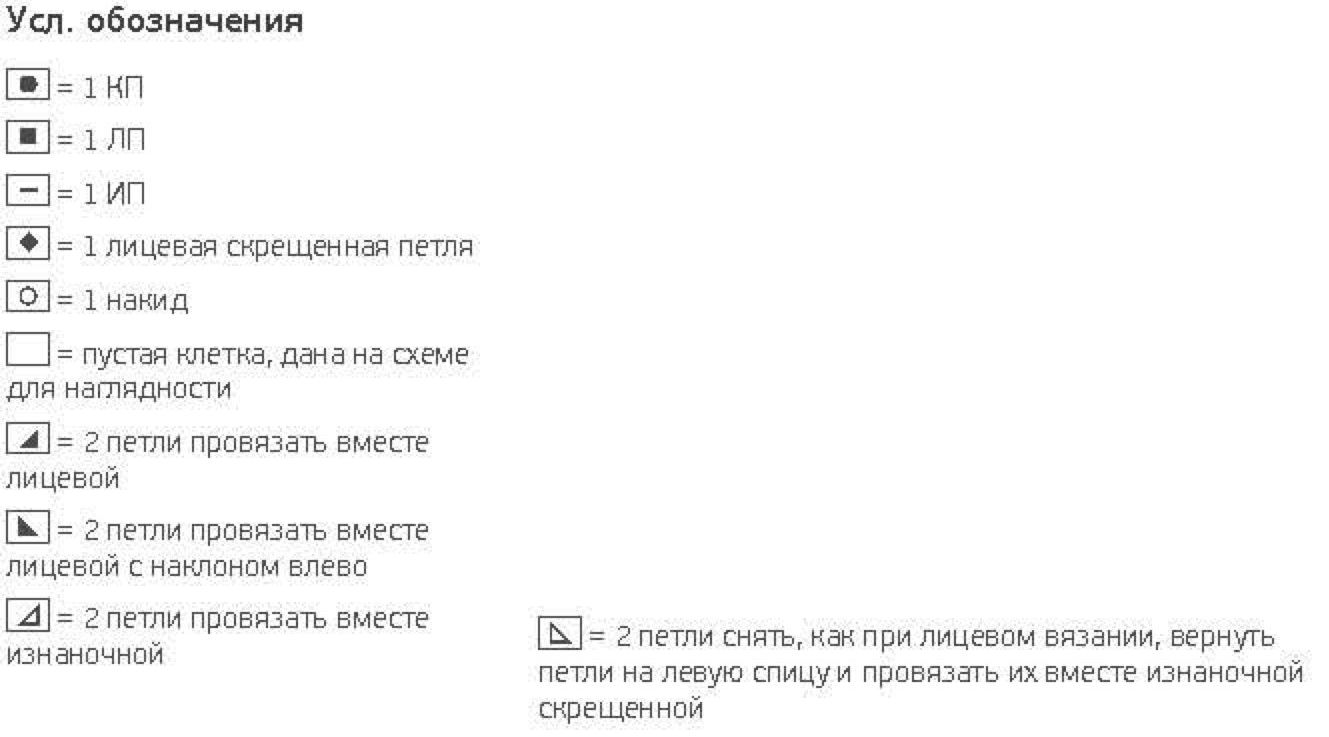 Усл. обозначения
= 1 КП
= 1 ЛП
= 1 ИП
= 1 лицевая скрещенная петля
= 1 накид
= пустая клетка, дана на схеме
для наглядности
= 2 петли провязать вместе
лицевой
= 2 петли провязать вместе
лицевой с наклоном влево
= 2 петли провязать вместе
изнаночной
= 2 петли снять, как при лицевом вязании, вернуть
петли на левую спицу и провязать их вместе изнаночной
скрещенной